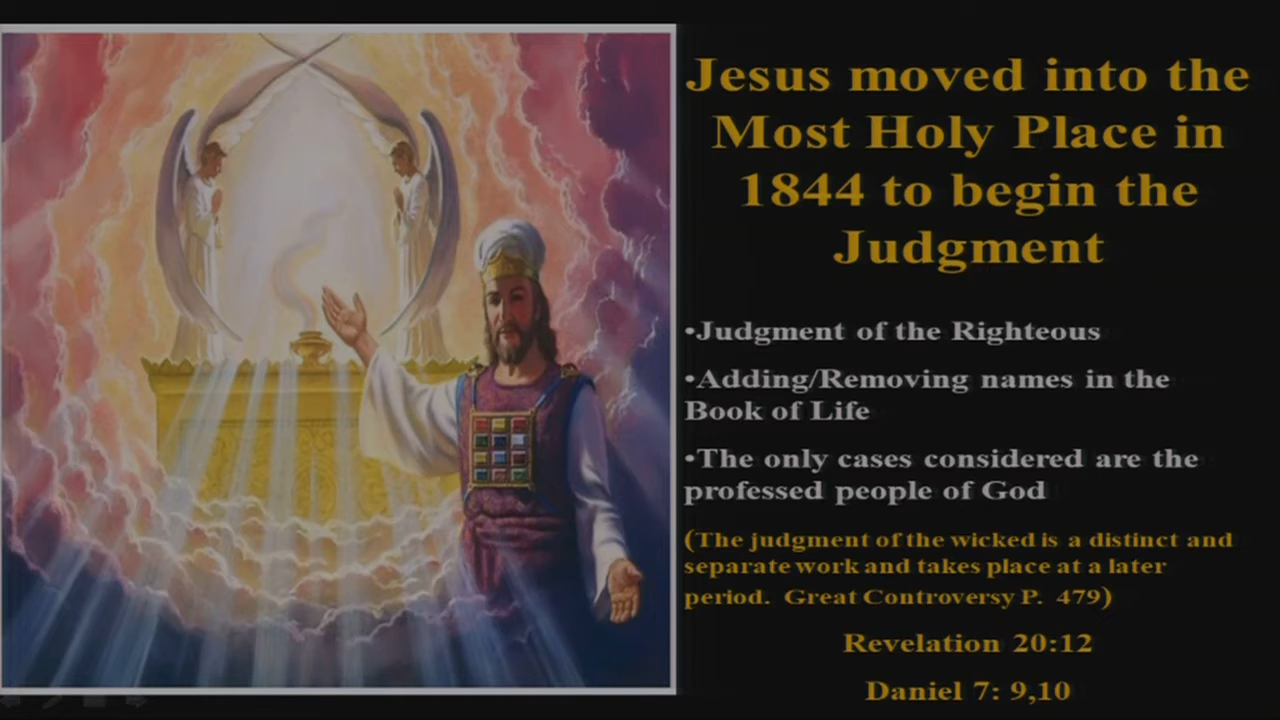 Jesus moved into the
Most Holy Place in
1844 to begin the
Judgment
•Judgment of the Righteous
•Adding/Removing names in the
Book of Life
•The only cases considered are the
professed people of God
(The judgment of the wicked is a distinct and
separate work and takes place at a later
period. Great Controversy P. 479)
Revelation 20:12
Daniel 7: 9,10